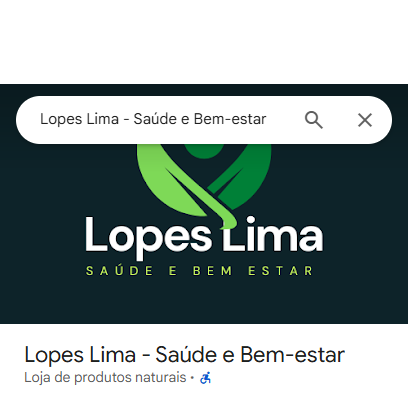 Lopes Lima - Saúde e Bem-estar
Lopes Lima
SAÚDE E BEM ESTAR
Lopes Lima - Saúde e Bem-estar
Loja de produtos naturais ·